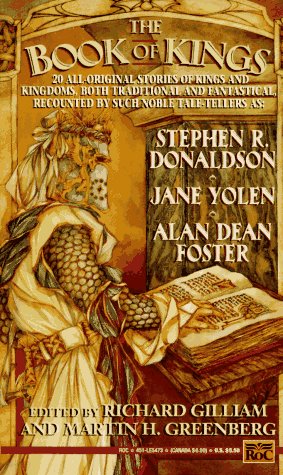 THE
BOOK OF KINGS
20 ALL-ORIGINAL STORIES OF KINGS AND
KINGDOMS, BOTH TRADITIONAL AND FANTASTICAL,
RECOUNTED BY SUCH NOBLE TALE-TELLERS AS:
STEPHEN R.
DONALDSON
JANE YOLEN
ALAN DEAN
FOSTER
EDITED BY RICHARD GILLIAM
AND MARTIN H. GREENBERG
ROC